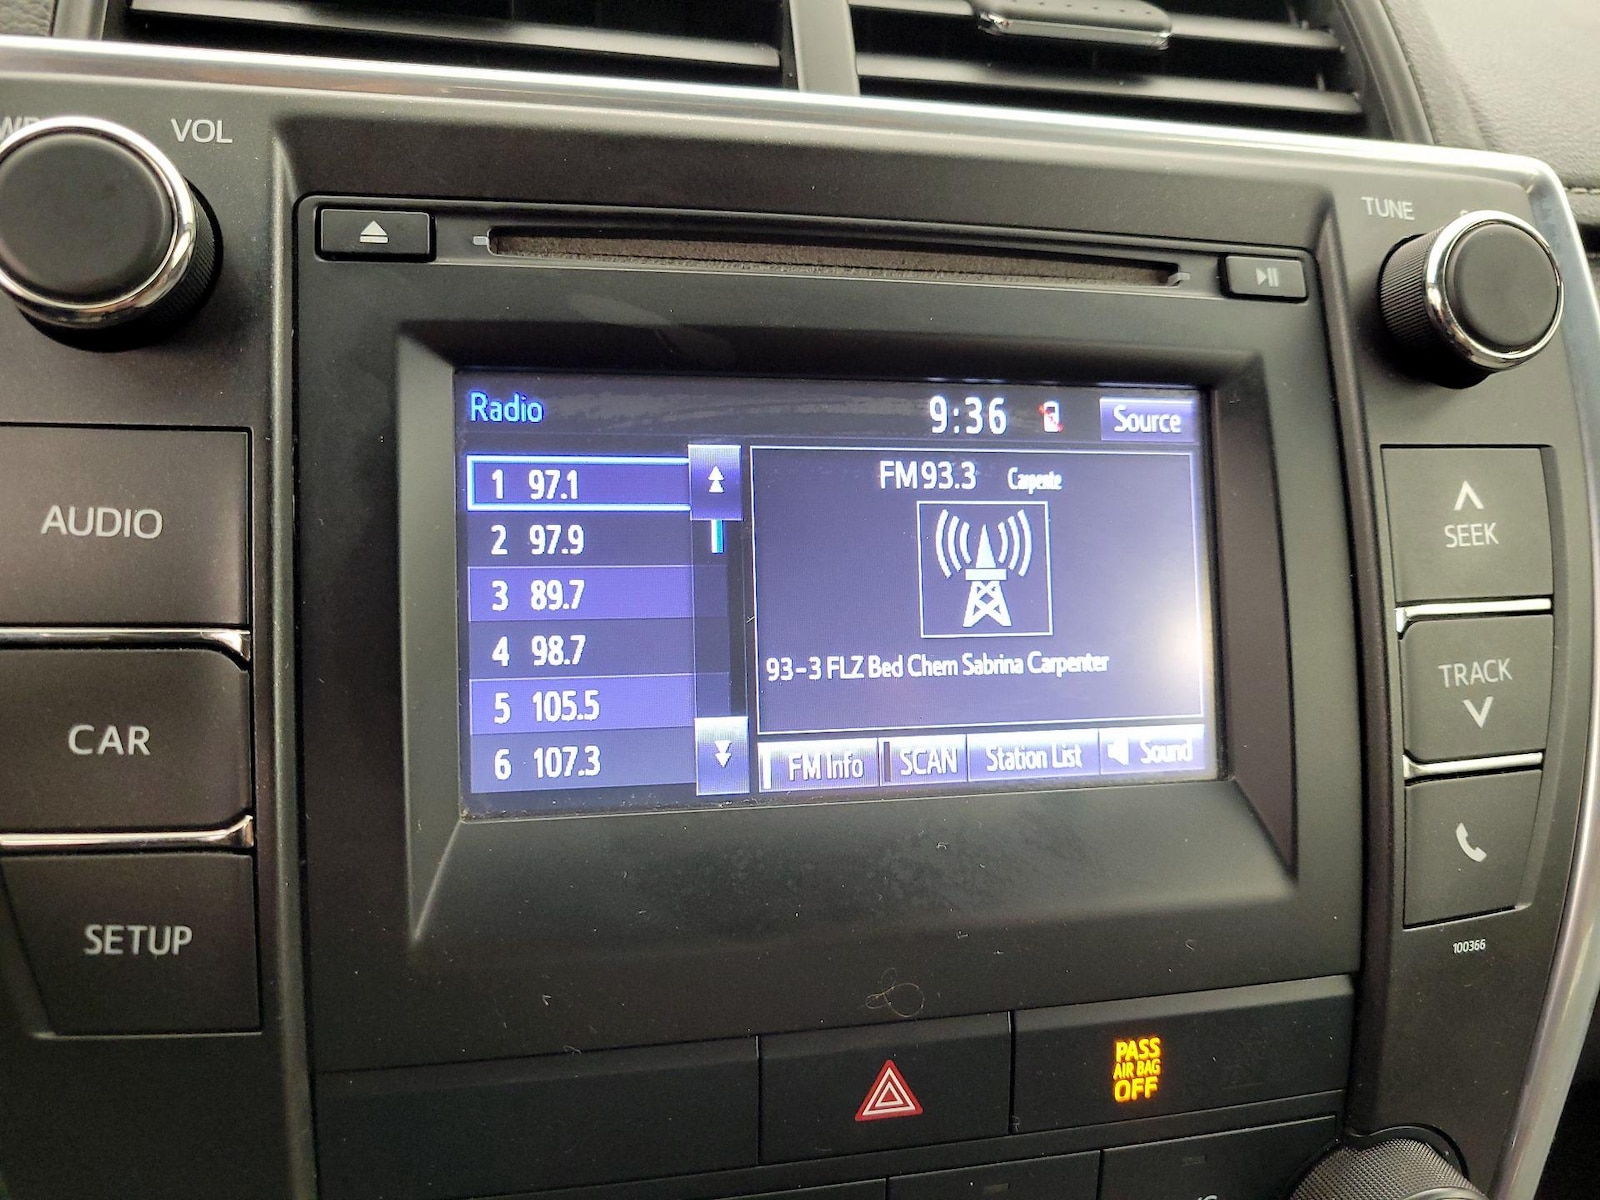 VOL
TUNE
Radio
9:36
Source
1 97.1
2 97.9
3 89.7
4 98.7
5 105.5
6 107.3
FM93.3 Carpente
93-3 FLZ Bed Chem Sabrina Carpenter
FM Info
SCAN
Station List
Sound
AUDIO
CAR
SETUP
SEEK
TRACK
100366
PASS
AIR BAG
OFF